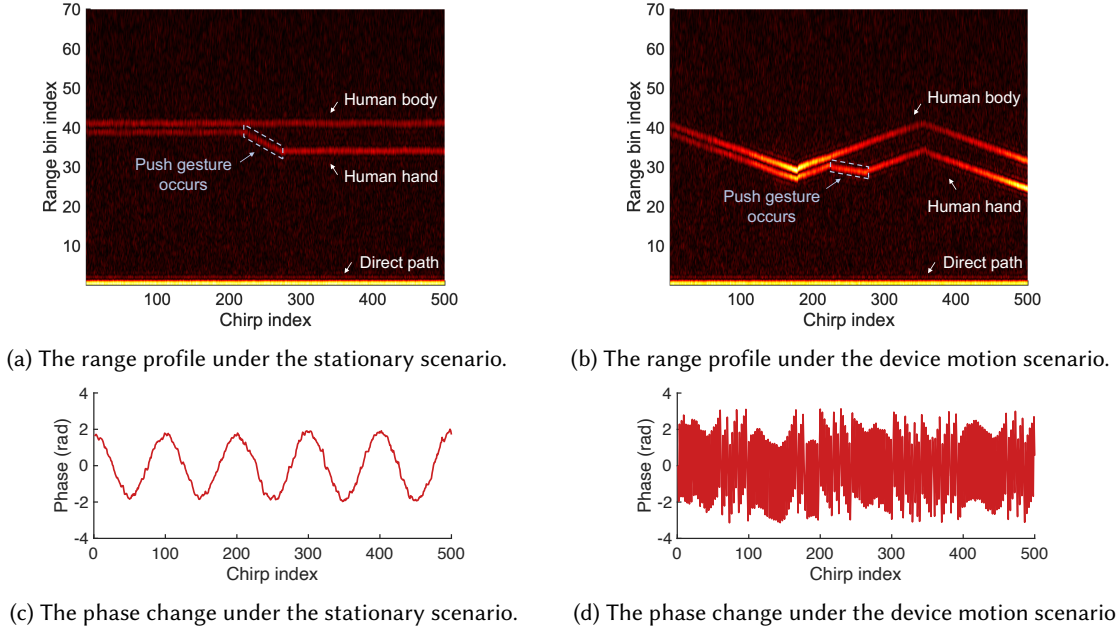 70
60
50
40
30
20
10
Range bin index
Human body
Push gesture
occurs
Human hand
Direct path
100 200 300 400 500
Chirp index
(a) The range profile under the stationary scenario.
70
60
50
40
30
20
10
Range bin index
Human body
Push gesture
occurs
Human hand
Direct path
100 200 300 400 500
Chirp index
(b) The range profile under the device motion scenario.
4
2
0
-2
-4
Phase (rad)
0 100 200 300 400 500
Chirp index
(c) The phase change under the stationary scenario.
4
2
0
-2
-4
Phase (rad)
0 100 200 300 400 500
Chirp index
(d) The phase change under the device motion scenario